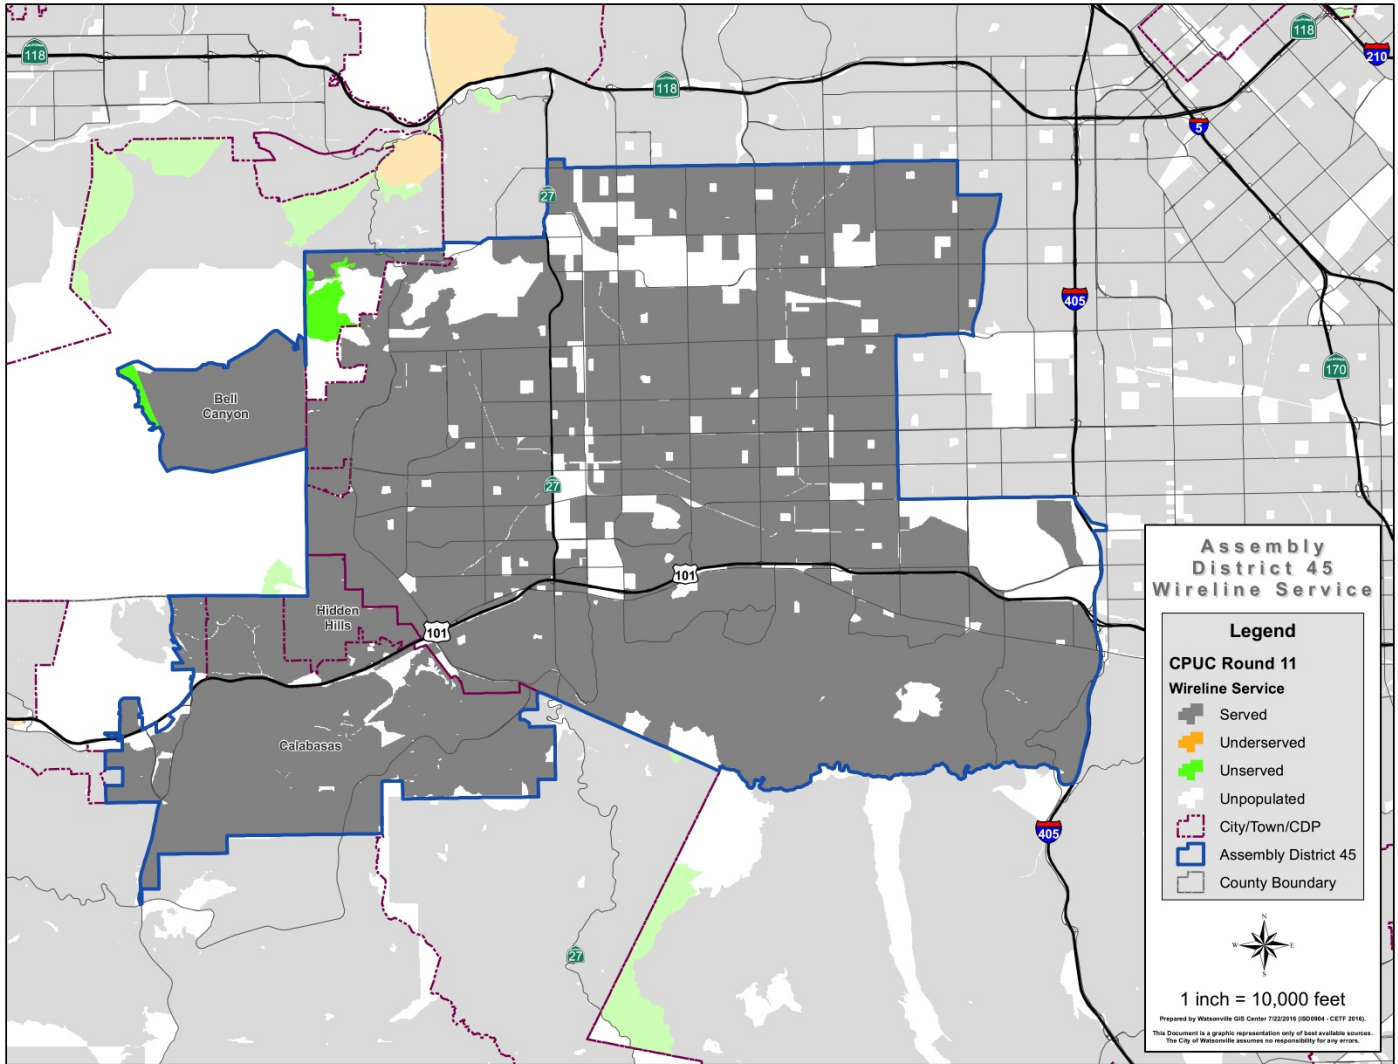 118
118
118
210
5
27
405
170
Bell
Canyon
27
101
Hidden
Hills
101
Calabasas
405
27
Assembly
District 45
Wireline Service
Legend
CPUC Round 11
Wireline Service
Served
Underserved
Unserved
Unpopulated
City/Town/CDP
Assembly District 45
County Boundary
N
W E
S
1 inch = 10,000 feet
Prepared by Watsonville GIS Center 7/22/2016 (ISD0904 - CETF 2016).
This Document is a graphic representation only of best available sources.
The City of Watsonville assumes no responsibility for any errors.